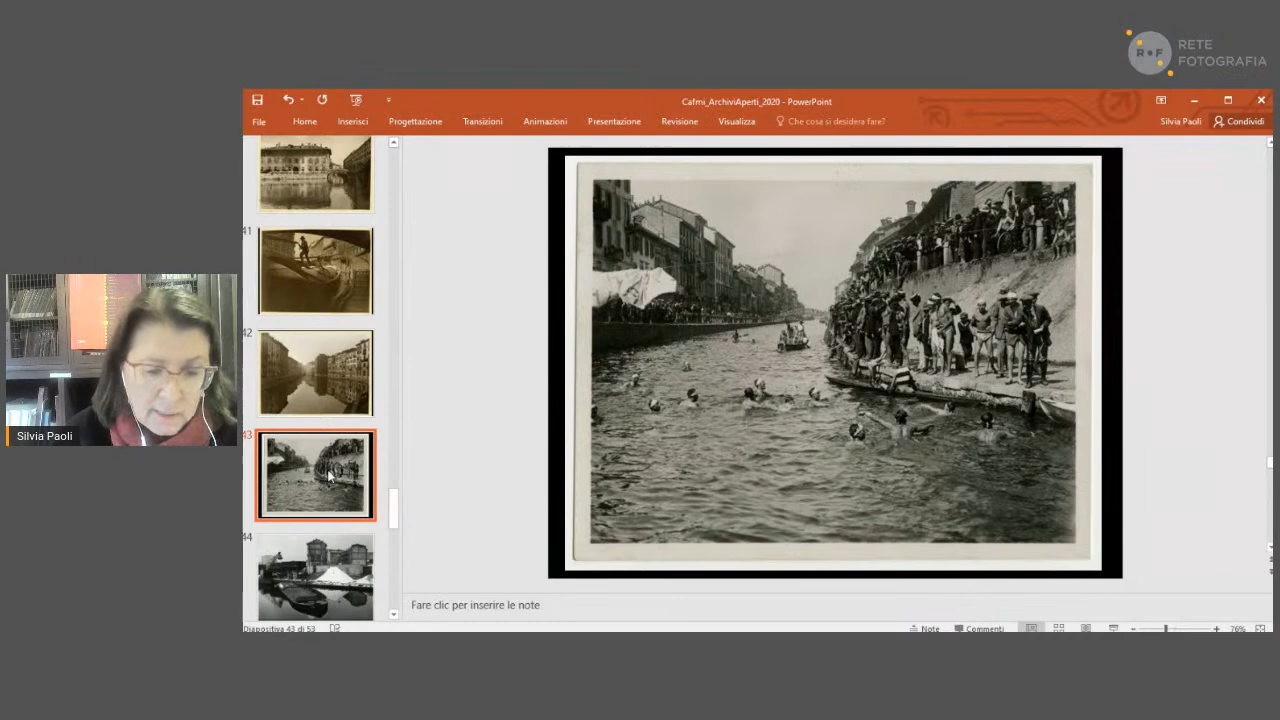 RETE
FOTOGRAFIA
R F
Cafmi_ArchiviAperti_2020 - PowerPoint
File Home Inserisci Progettazione Transizioni Animazioni Presentazione Revisione Visualizza Che cosa si desidera fare? Silvia Paoli Condividi
41
42
43
44
Silvia Paoli
Fare clic per inserire le note
Diapositiva 43 di 53 Note Commenti 76%